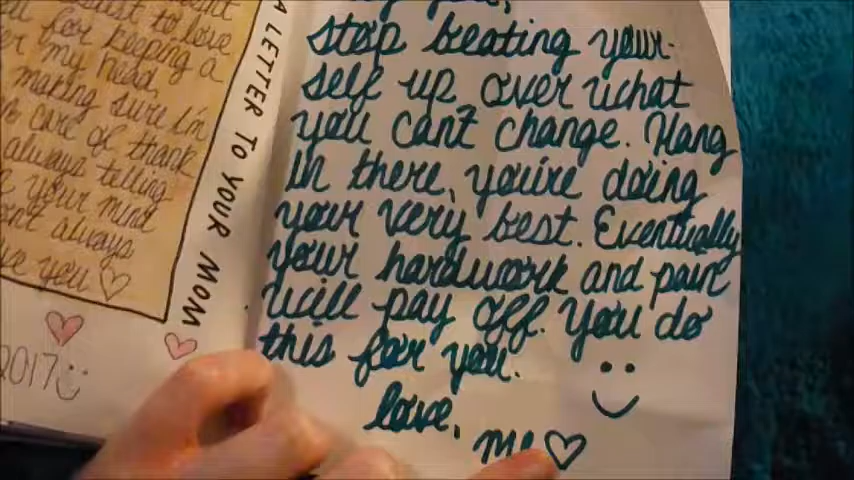 for keeping a
my head,
making sure I'm
care of thank
always telling
your mind
always
you
A LETTER TO YOUR MOM
2017
stop beating your-
self up over what
you can't change. Hang
in there, you're doing
your very best. Eventually
your hardwork and pain
will pay off. You do
this for you.
love,
me